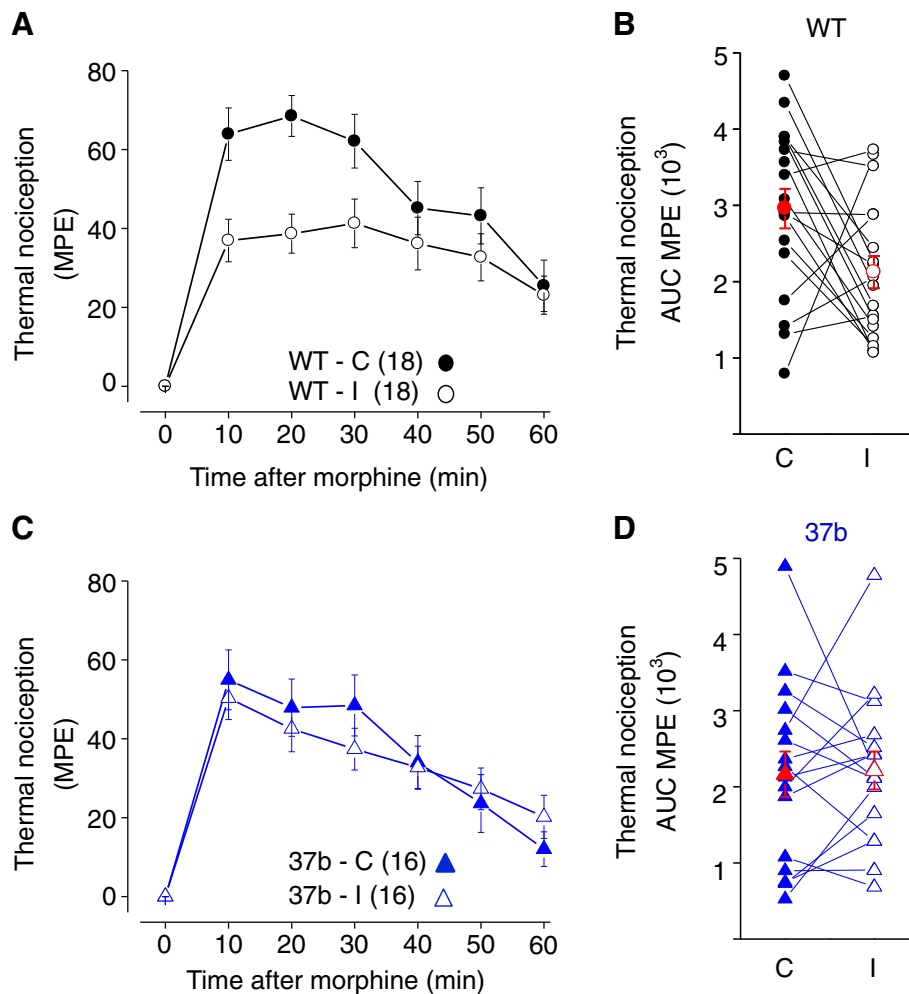 A
Thermal nociception
(MPE)
80
60
40
20
0
WT - C (18)
WT - I (18)
0 10 20 30 40 50 60
Time after morphine (min)
B
WT
Thermal nociception
AUC MPE (10³)
5
4
3
2
1
C I
C
Thermal nociception
(MPE)
80
60
40
20
0
37b - C (16)
37b - I (16)
0 10 20 30 40 50 60
Time after morphine (min)
D
37b
Thermal nociception
AUC MPE (10³)
5
4
3
2
1
C I